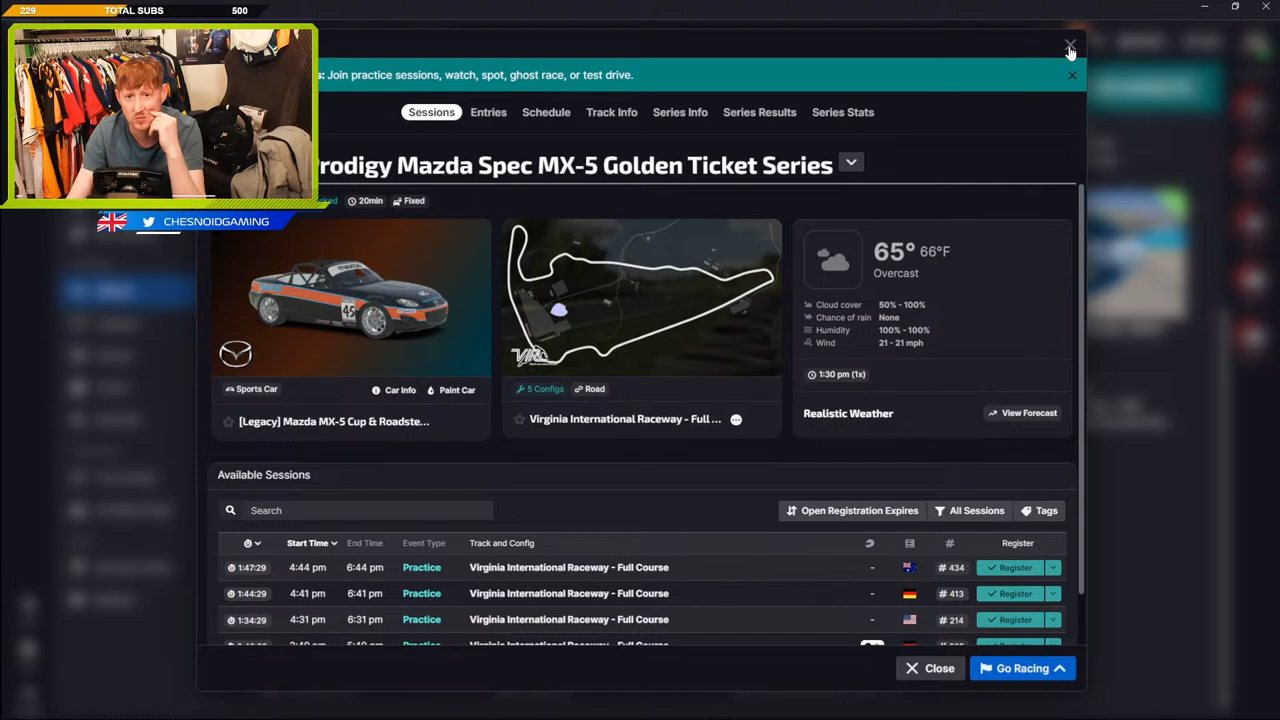 229 TOTAL SUBS 500
: Join practice sessions, watch, spot, ghost race, or test drive.
Sessions Entries Schedule Track Info Series Info Series Results Series Stats
rodigy Mazda Spec MX-5 Golden Ticket Series
20min Fixed
CHESNOIDGAMING
45
VIR
65° 66°F
Overcast
Cloud cover 50% - 100%
Chance of rain None
Humidity 100% - 100%
Wind 21 - 21 mph
1:30 pm (1x)
Sports Car Car Info Paint Car
5 Configs Road
[Legacy] Mazda MX-5 Cup & Roadste...
Virginia International Raceway - Full ...
Realistic Weather View Forecast
Available Sessions
Search Open Registration Expires All Sessions Tags
Start Time End Time Event Type Track and Config # Register
1:47:29 4:44 pm 6:44 pm Practice Virginia International Raceway - Full Course - # 434 Register
1:44:29 4:41 pm 6:41 pm Practice Virginia International Raceway - Full Course - # 413 Register
1:34:29 4:31 pm 6:31 pm Practice Virginia International Raceway - Full Course - # 214 Register
Close Go Racing